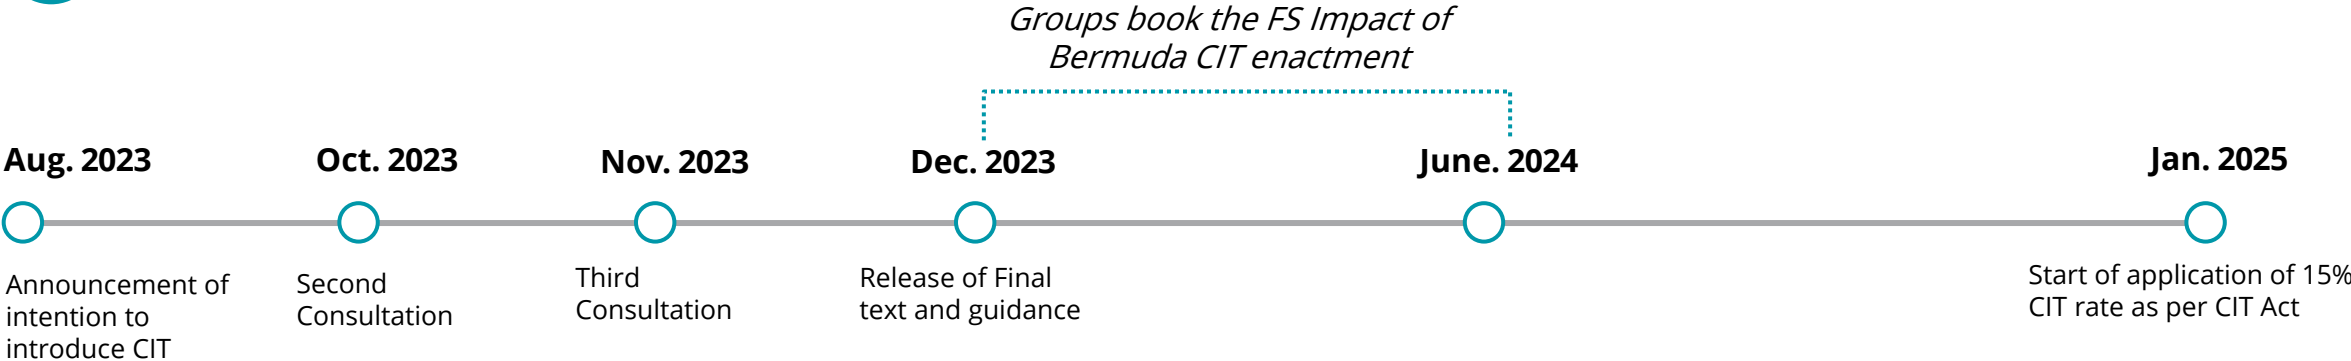 Groups book the FS Impact of
Bermuda CIT enactment
Aug. 2023
Oct. 2023
Nov. 2023
Dec. 2023
June. 2024
Jan. 2025
Announcement of
intention to
introduce CIT
Second
Consultation
Third
Consultation
Release of Final
text and guidance
Start of application of 15%
CIT rate as per CIT Act